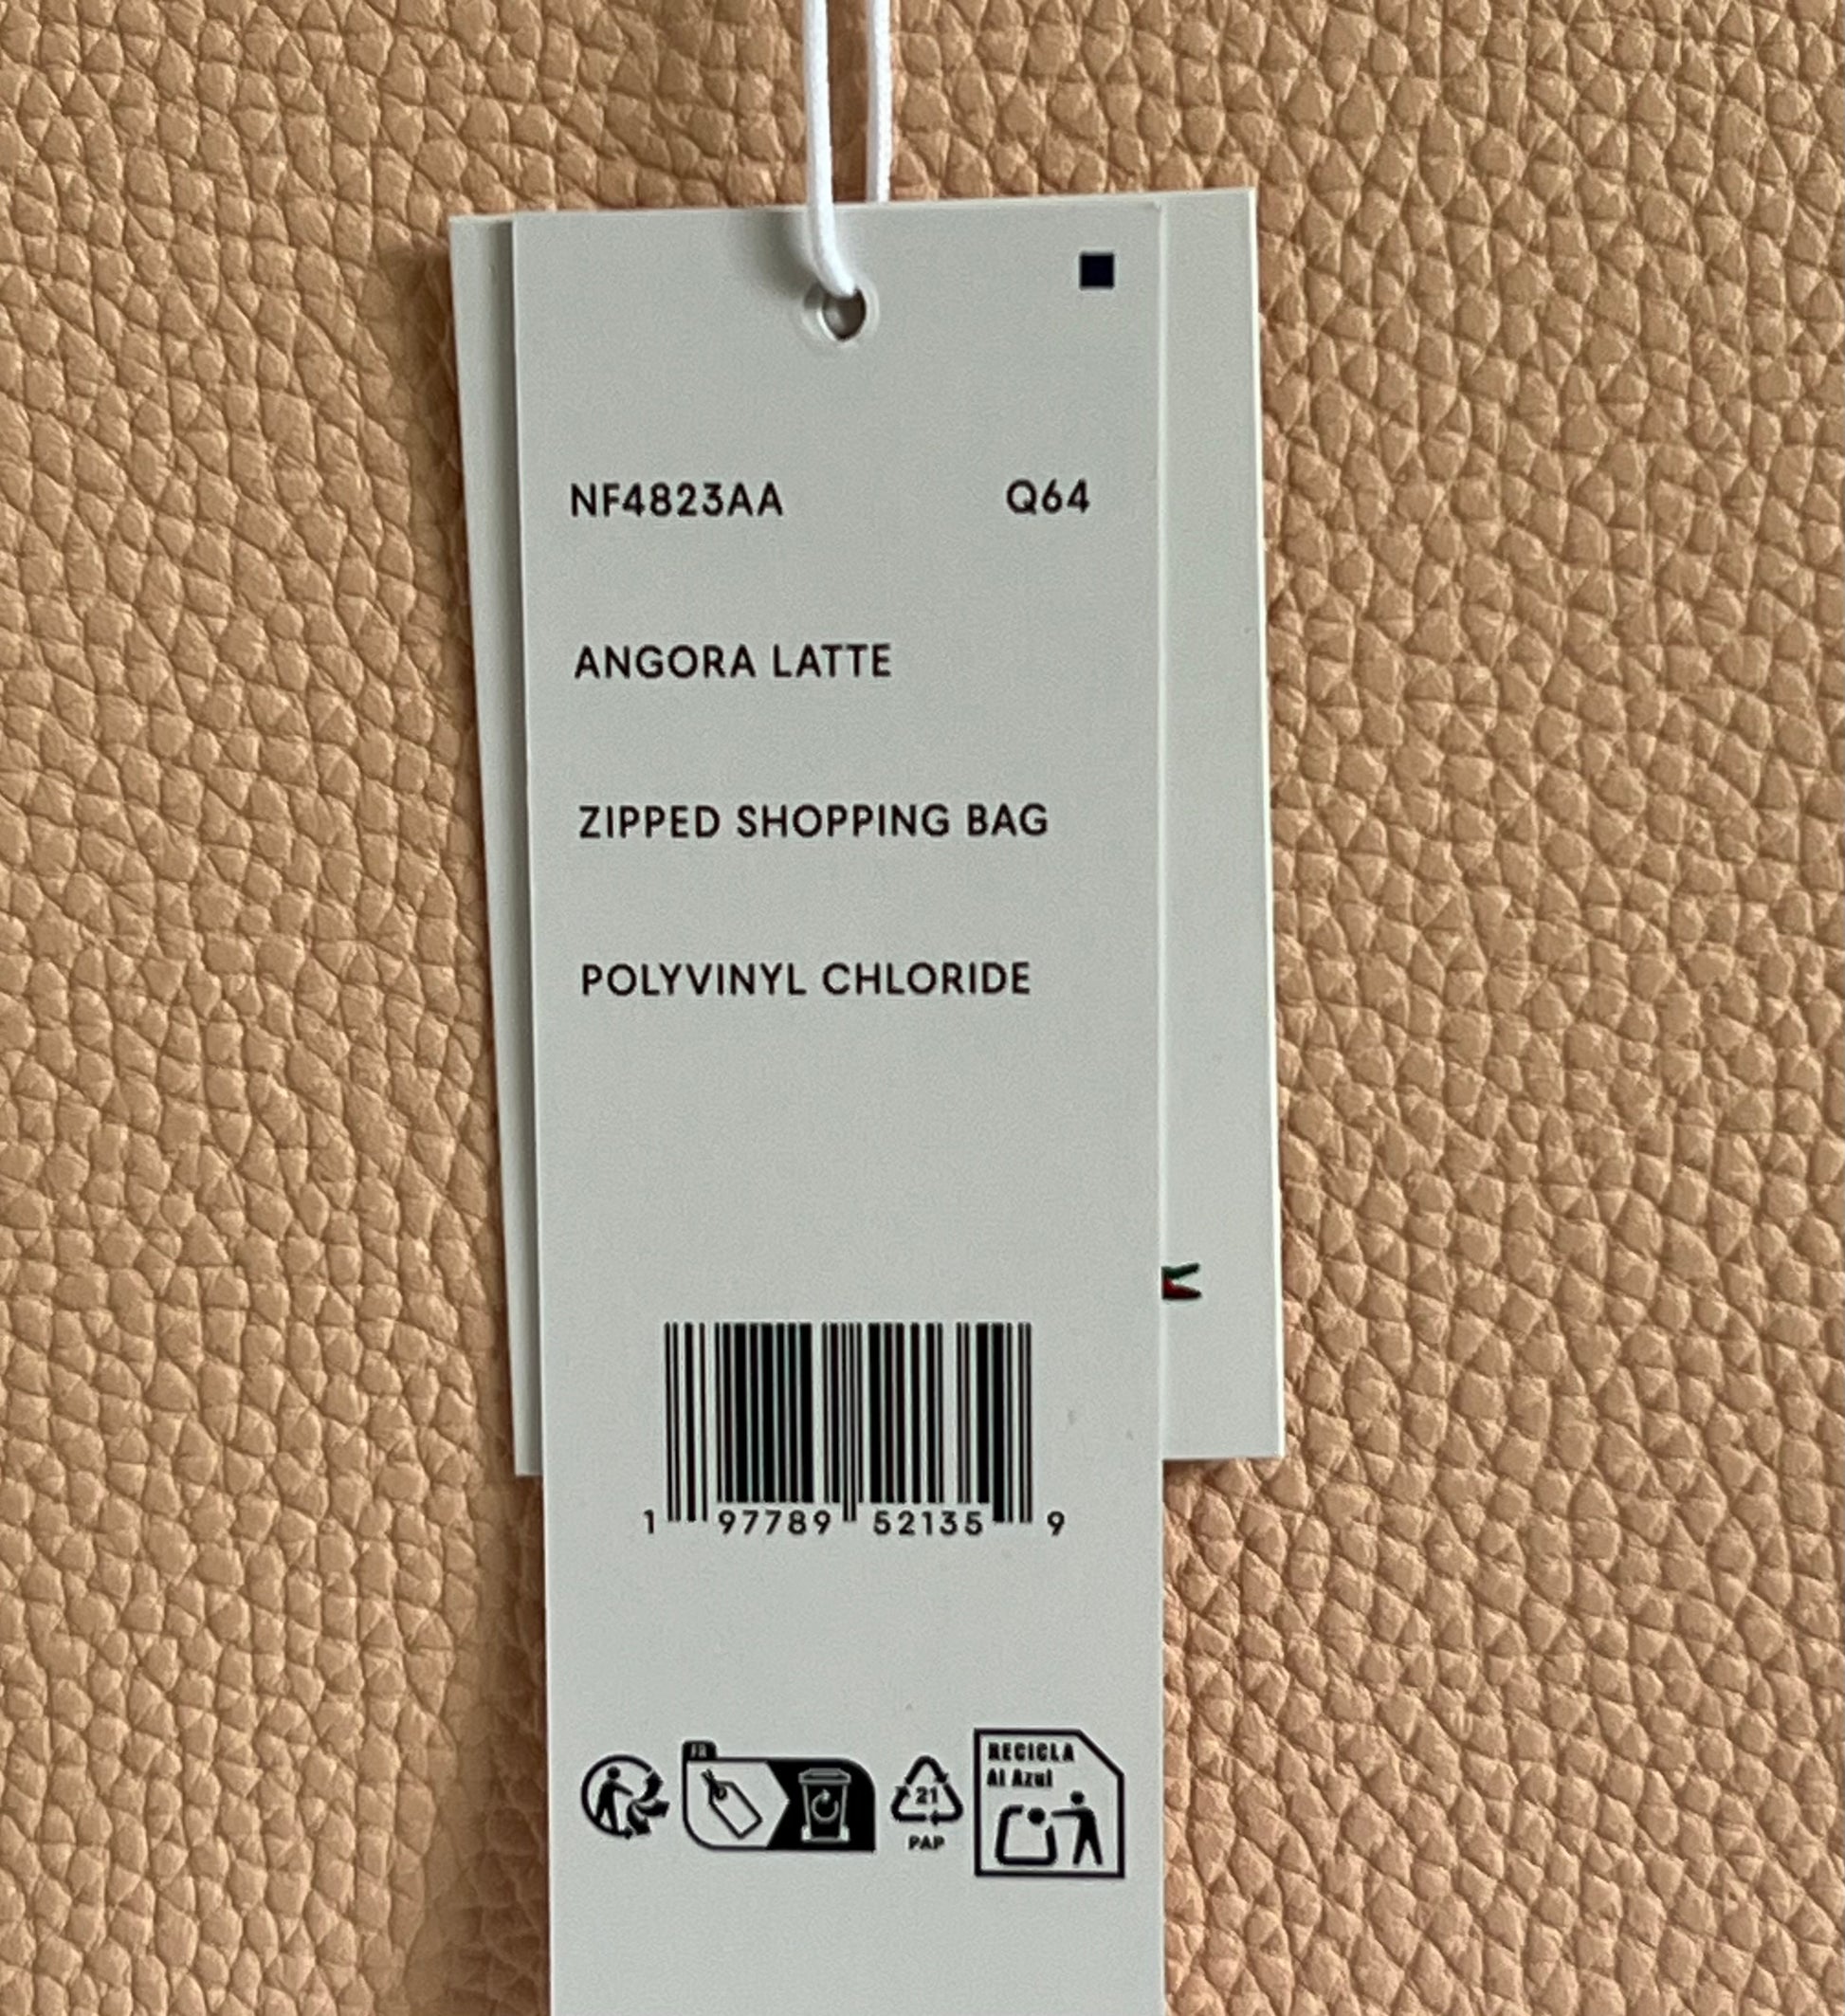 NF4823AA Q64
ANGORA LATTE
ZIPPED SHOPPING BAG
POLYVINYL CHLORIDE
1 97789 52135 9
FR
21
PAP
RECICLA
Al Azul